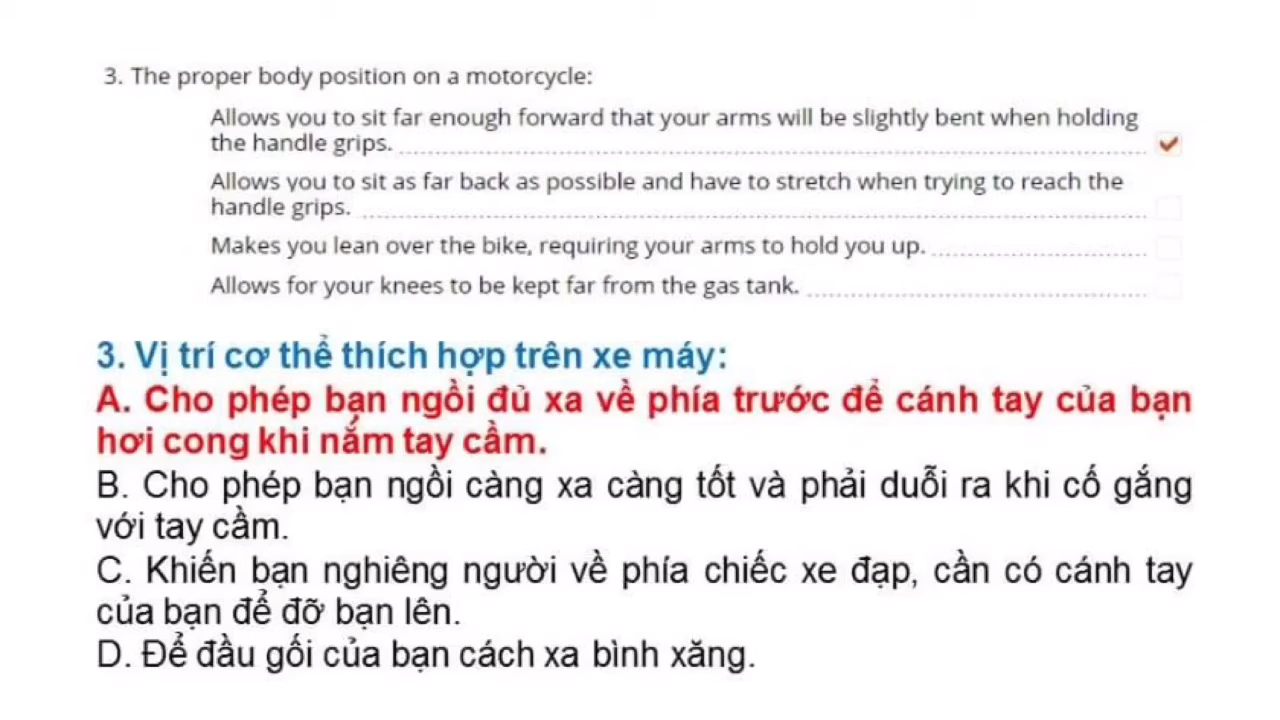 3. The proper body position on a motorcycle:
Allows you to sit far enough forward that your arms will be slightly bent when holding
the handle grips.
Allows you to sit as far back as possible and have to stretch when trying to reach the
handle grips.
Makes you lean over the bike, requiring your arms to hold you up.
Allows for your knees to be kept far from the gas tank.
3. Vị trí cơ thể thích hợp trên xe máy:
A. Cho phép bạn ngồi đủ xa về phía trước để cánh tay của bạn
hơi cong khi nắm tay cầm.
B. Cho phép bạn ngồi càng xa càng tốt và phải duỗi ra khi cố gắng
với tay cầm.
C. Khiến bạn nghiêng người về phía chiếc xe đạp, cần có cánh tay
của bạn để đỡ bạn lên.
D. Để đầu gối của bạn cách xa bình xăng.